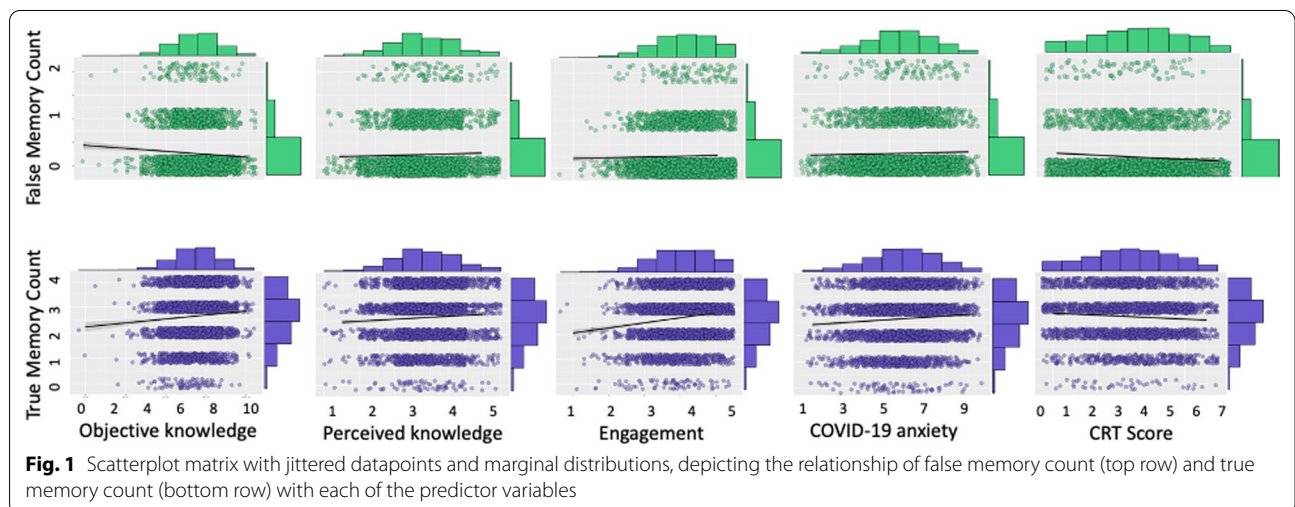 False Memory Count
2
1
0
True Memory Count
4
3
2
1
0
0 2 4 6 8 10
Objective knowledge
1 2 3 4 5
Perceived knowledge
1 2 3 4 5
Engagement
1 3 5 7 9
COVID-19 anxiety
0 1 2 3 4 5 6 7
CRT Score
Fig. 1 Scatterplot matrix with jittered datapoints and marginal distributions, depicting the relationship of false memory count (top row) and true
memory count (bottom row) with each of the predictor variables